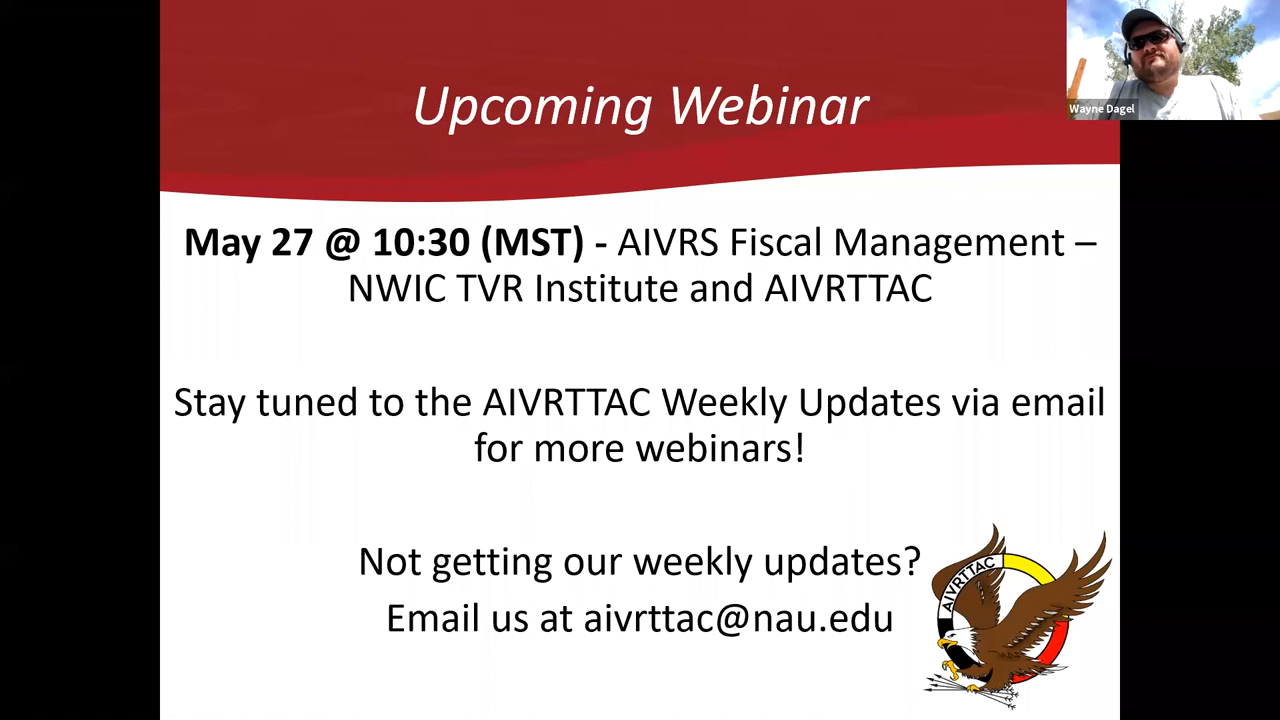 Upcoming Webinar
Wayne Dagel
May 27 @ 10:30 (MST) - AIVRS Fiscal Management –
NWIC TVR Institute and AIVRTTAC
Stay tuned to the AIVRTTAC Weekly Updates via email
for more webinars!
Not getting our weekly updates?
Email us at aivrttac@nau.edu
AIVRTTAC